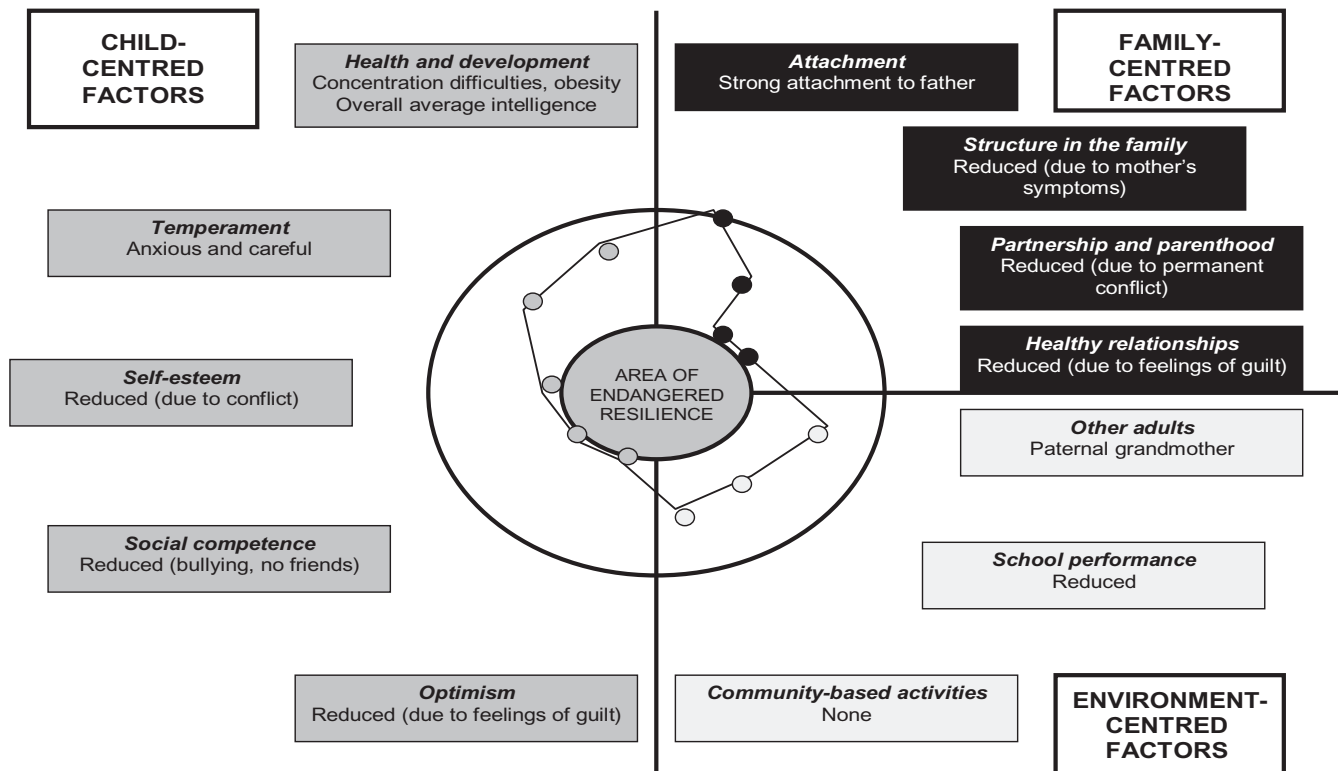 CHILD-
CENTRED
FACTORS
Health and development
Concentration difficulties, obesity
Overall average intelligence
Temperament
Anxious and careful
Self-esteem
Reduced (due to conflict)
Social competence
Reduced (bullying, no friends)
Optimism
Reduced (due to feelings of guilt)
AREA OF
ENDANGERED
RESILIENCE
Attachment
Strong attachment to father
FAMILY-
CENTRED
FACTORS
Structure in the family
Reduced (due to mother’s
symptoms)
Partnership and parenthood
Reduced (due to permanent
conflict)
Healthy relationships
Reduced (due to feelings of guilt)
Other adults
Paternal grandmother
School performance
Reduced
Community-based activities
None
ENVIRONMENT-
CENTRED
FACTORS